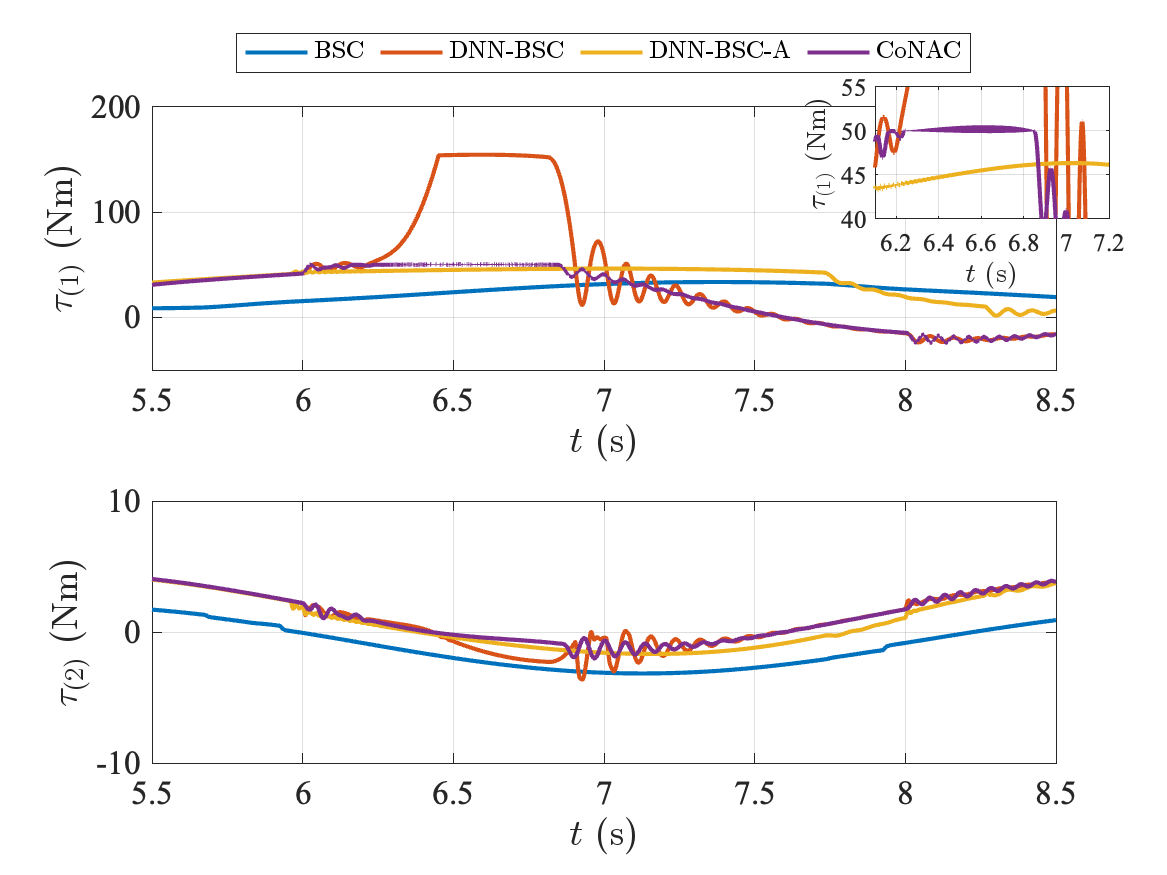 BSC DNN-BSC DNN-BSC-A CoNAC
200
100
0
τ(1) (Nm)
5.5 6 6.5 7 7.5 8 8.5
t (s)
55
50
45
40
τ(1) (Nm)
6.2 6.4 6.6 6.8 7 7.2
t (s)
10
0
-10
τ(2) (Nm)
5.5 6 6.5 7 7.5 8 8.5
t (s)